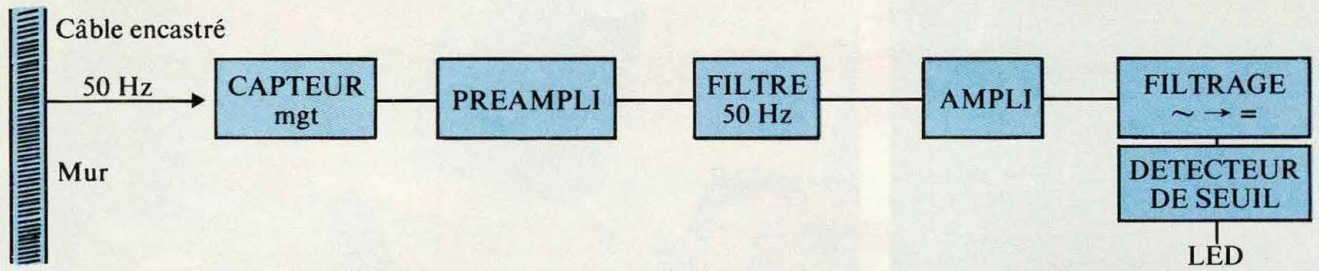 Câble encastré
50 Hz
Mur
CAPTEUR
mgt
PREAMPLI
FILTRE
50 Hz
AMPLI
FILTRAGE
~ → =
DETECTEUR
DE SEUIL
LED